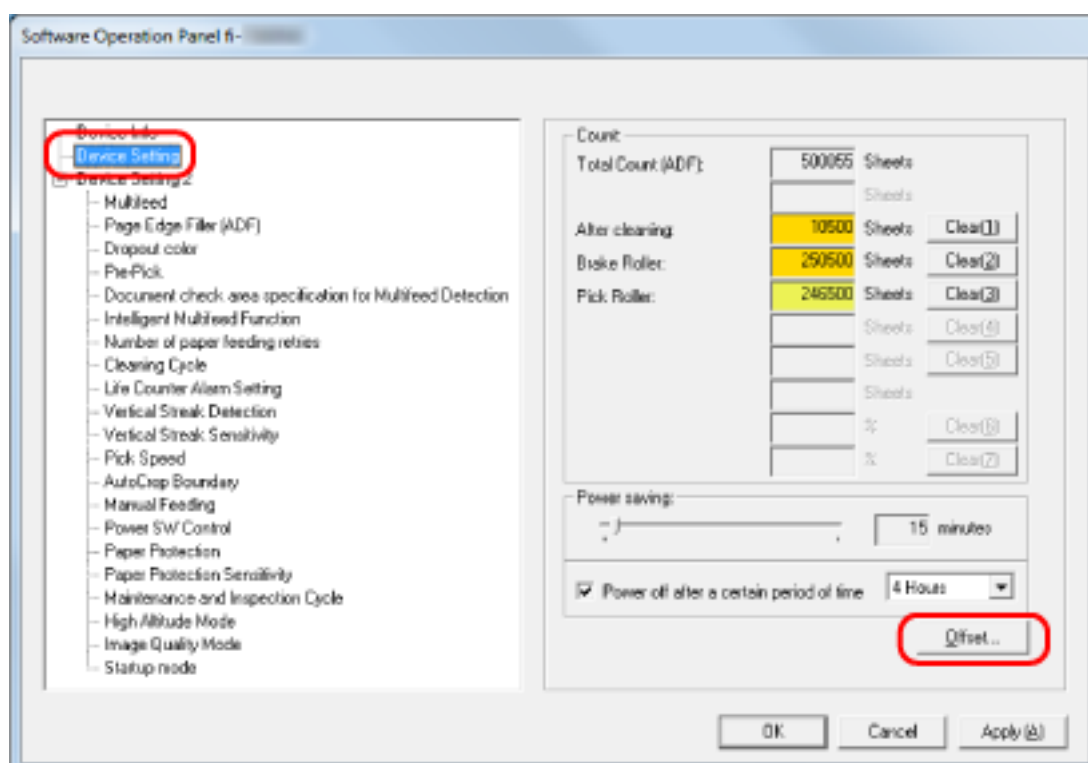 Software Operation Panel fi-
Device Info
Device Setting
Device Setting 2
Multifeed
Page Edge Filler (ADF)
Dropout color
Pre-Pick
Document check area specification for Multifeed Detection
Intelligent Multifeed Function
Number of paper feeding retries
Cleaning Cycle
Life Counter Alarm Setting
Vertical Streak Detection
Vertical Streak Sensitivity
Pick Speed
AutoCrop Boundary
Manual Feeding
Power SW Control
Paper Protection
Paper Protection Sensitivity
Maintenance and Inspection Cycle
High Altitude Mode
Image Quality Mode
Startup mode
Count
Total Count (ADF): 500055 Sheets
Sheets
After cleaning: 10500 Sheets Clear(1)
Brake Roller: 250500 Sheets Clear(2)
Pick Roller: 246500 Sheets Clear(3)
Sheets Clear(4)
Sheets Clear(5)
Sheets
% Clear(6)
% Clear(7)
Power saving:
15 minutes
Power off after a certain period of time 4 Hours
Offset...
OK Cancel Apply (A)